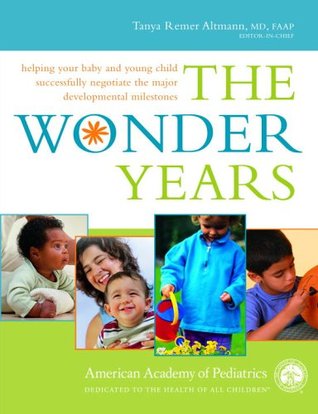 Tanya Remer Altmann, MD, FAAP
EDITOR-IN-CHIEF
helping your baby and young child
successfully negotiate the major
developmental milestones
THE
WONDER
YEARS
American Academy of Pediatrics
DEDICATED TO THE HEALTH OF ALL CHILDREN®